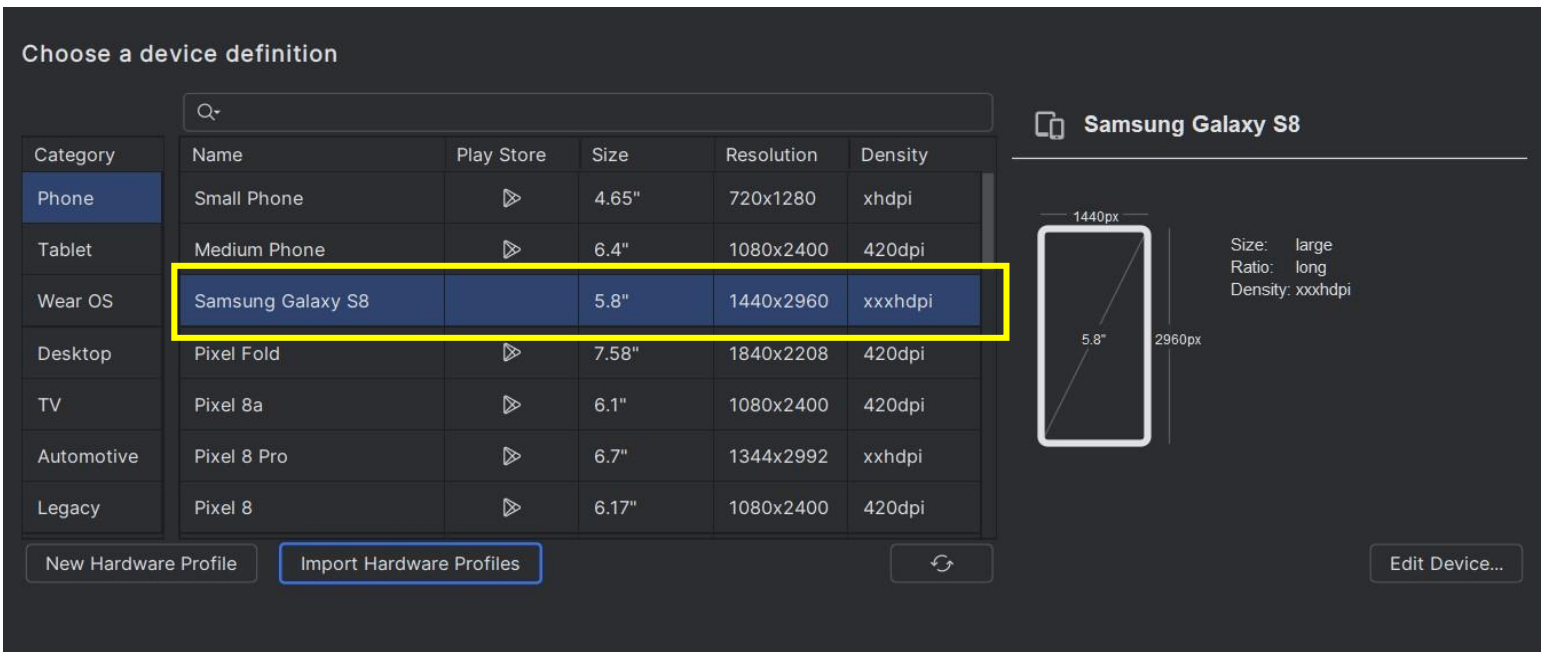 Choose a device definition
Category Name Play Store Size Resolution Density
Phone Small Phone 4.65" 720x1280 xhdpi
Tablet Medium Phone 6.4" 1080x2400 420dpi
Wear OS Samsung Galaxy S8 5.8" 1440x2960 xxxhdpi
Desktop Pixel Fold 7.58" 1840x2208 420dpi
TV Pixel 8a 6.1" 1080x2400 420dpi
Automotive Pixel 8 Pro 6.7" 1344x2992 xxhdpi
Legacy Pixel 8 6.17" 1080x2400 420dpi
New Hardware Profile Import Hardware Profiles
Samsung Galaxy S8
1440px
Size: large
Ratio: long
Density: xxxhdpi
5.8" 2960px
Edit Device...